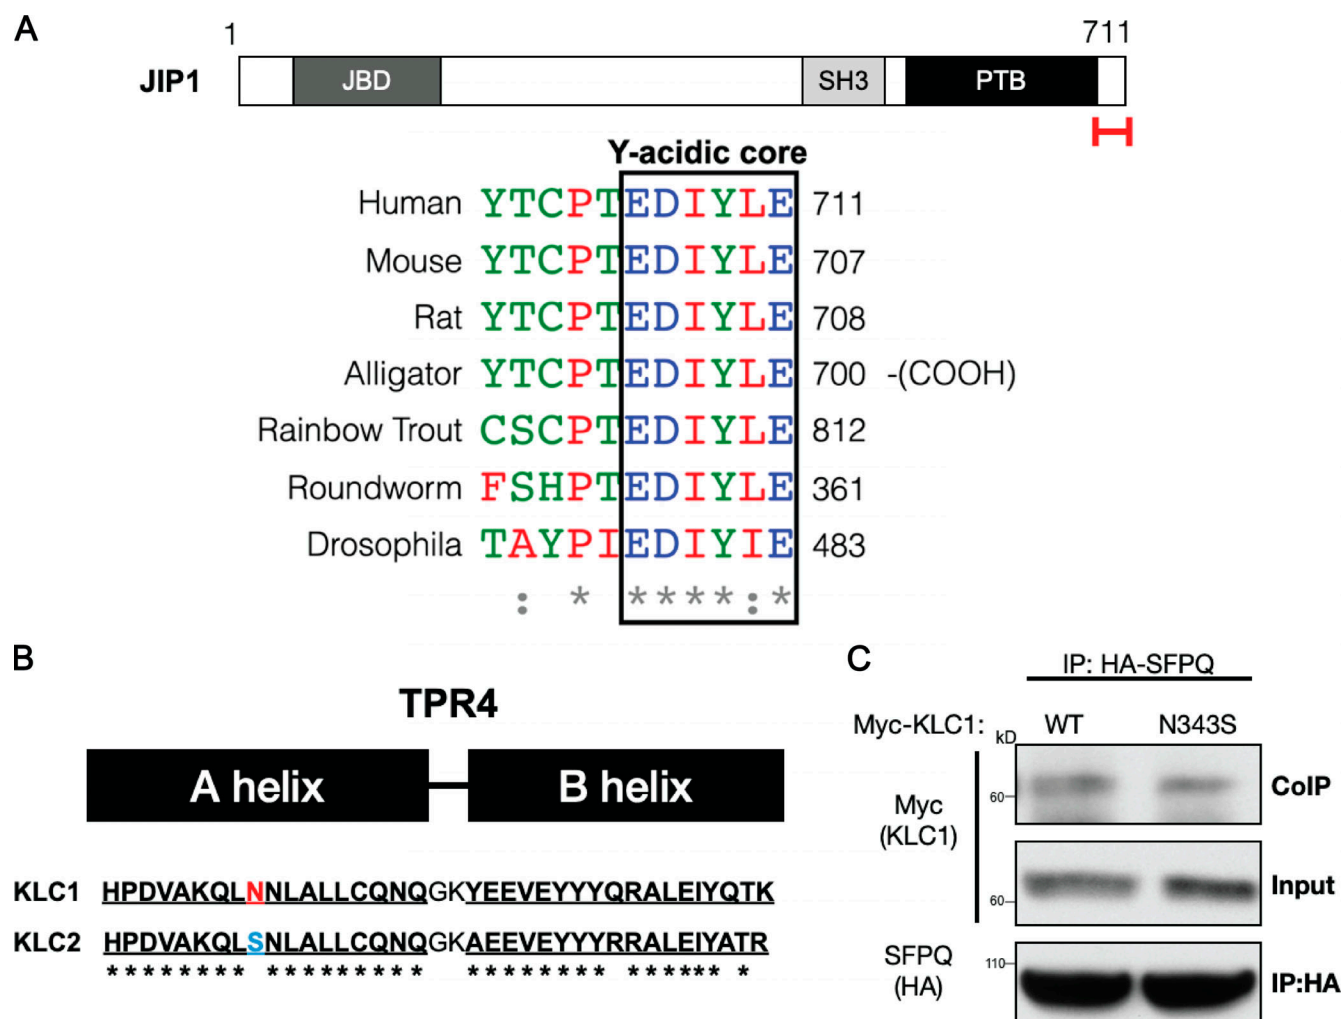 A
1 711
JIP1 JBD SH3 PTB
Y-acidic core
Human YTCPTEDIYLE 711
Mouse YTCPTEDIYLE 707
Rat YTCPTEDIYLE 708
Alligator YTCPTEDIYLE 700 -(COOH)
Rainbow Trout CSCPTEDIYLE 812
Roundworm FSHPTEDIYLE 361
Drosophila TAYPIEDIYIE 483
: * ****:*
B
TPR4
A helix B helix
KLC1 HPDVAKQLNNLALLCQNQGKYEEVEYYYQRALEIYQTK
KLC2 HPDVAKQLSNLALLCQNQGKAEEVEYYYRRALEIYATR
******** ********* ******** ****** *
C
IP: HA-SFPQ
Myc-KLC1: WT N343S
kD
Myc
(KLC1)
60 CoIP
60 Input
SFPQ
(HA)
110 IP:HA